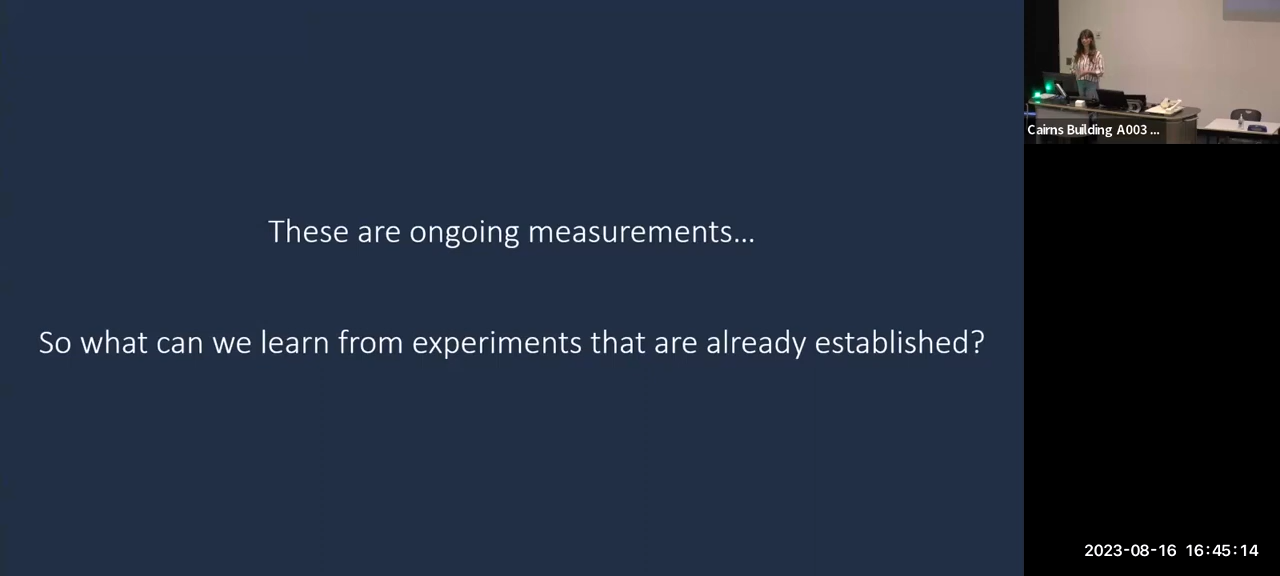 These are ongoing measurements...
So what can we learn from experiments that are already established?
Cairns Building A003 ...
2023-08-16 16:45:14